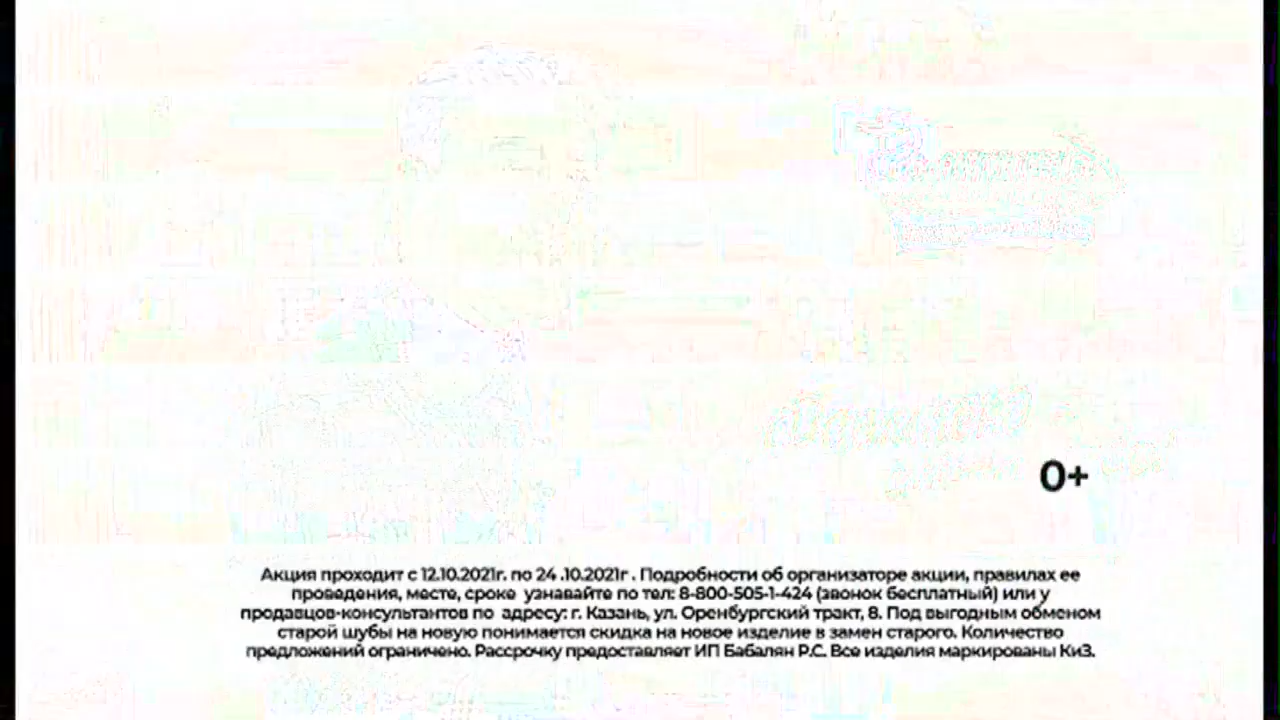 0+
Акция проходит с 12.10.2021г. по 24 .10.2021г . Подробности об организаторе акции, правилах ее
проведения, месте, сроке узнавайте по тел: 8-800-505-1-424 (звонок бесплатный) или у
продавцов-консультантов по адресу: г. Казань, ул. Оренбургский тракт, 8. Под выгодным обменом
старой шубы на новую понимается скидка на новое изделие в замен старого. Количество
предложений ограничено. Рассрочку предоставляет ИП Бабалян Р.С. Все изделия маркированы КиЗ.